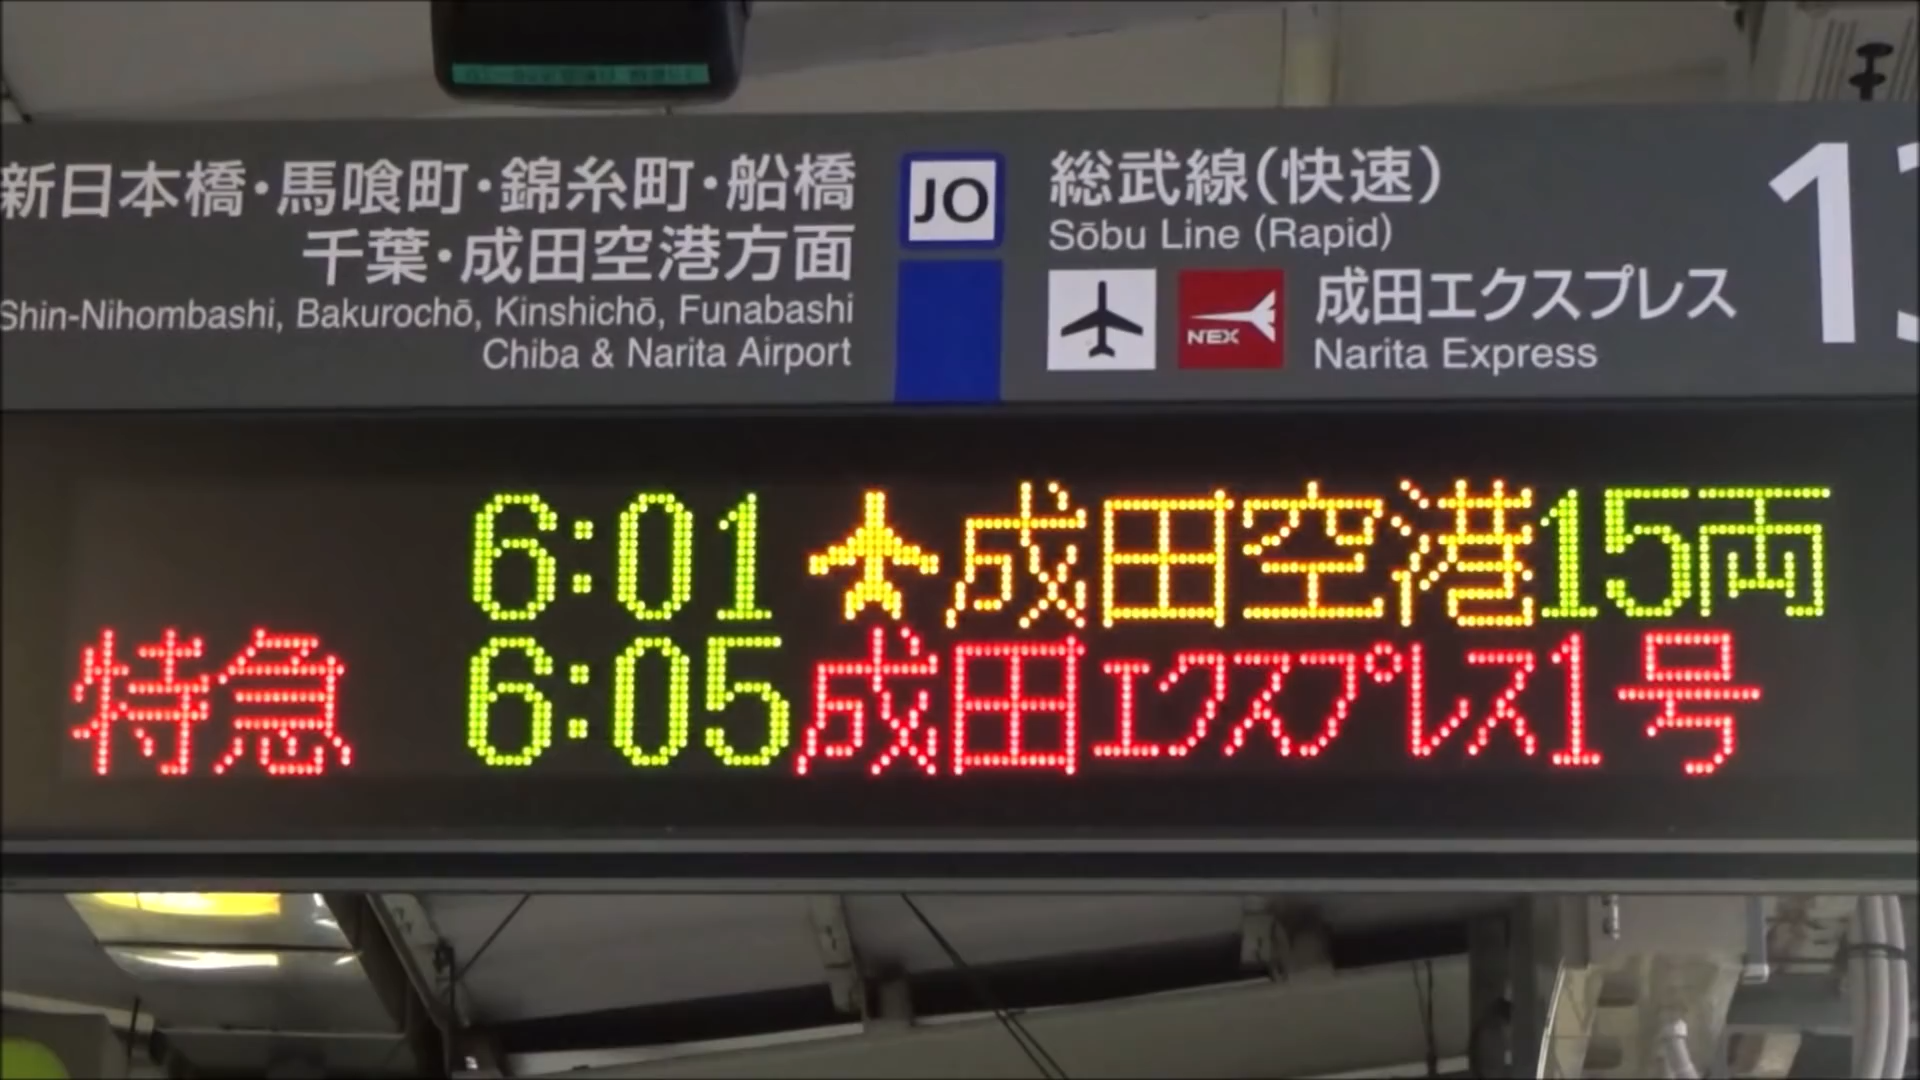 新日本橋・馬喰町・錦糸町・船橋
千葉・成田空港方面
Shin-Nihombashi, Bakurochō, Kinshichō, Funabashi
Chiba & Narita Airport
JO
総武線(快速)
Sōbu Line (Rapid)
N'EX
成田エクスプレス
Narita Express
6:01 成田空港15両
特急 6:05 成田エクスプレス1号